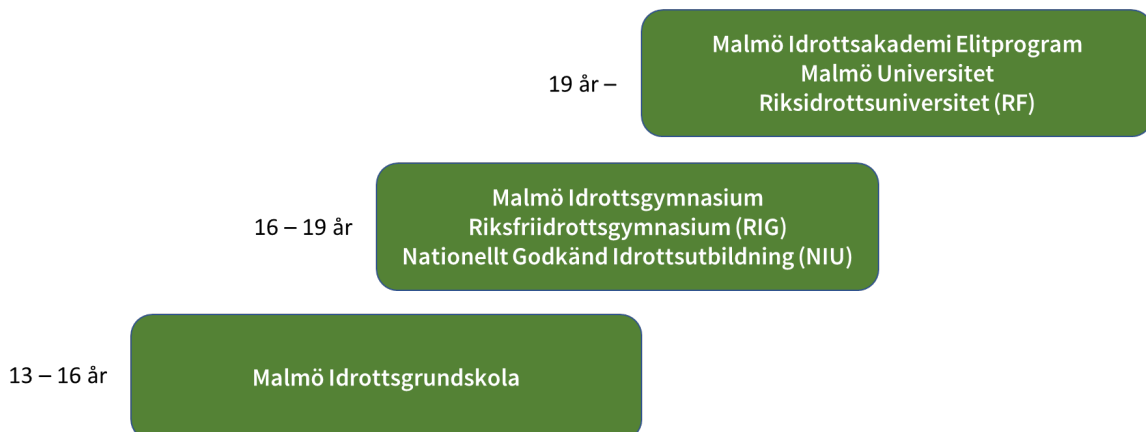 19 år –
Malmö Idrottsakademi Elitprogram
Malmö Universitet
Riksidrottsuniversitet (RF)
16 – 19 år
Malmö Idrottsgymnasium
Riksfriidrottsgymnasium (RIG)
Nationellt Godkänd Idrottsutbildning (NIU)
13 – 16 år
Malmö Idrottsgrundskola